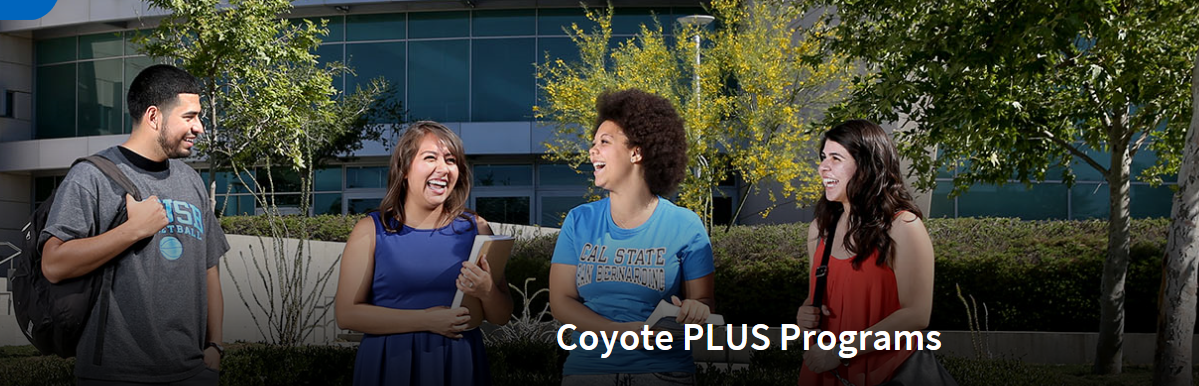 CAL STATE
SAN BERNARDINO
Coyote PLUS Programs